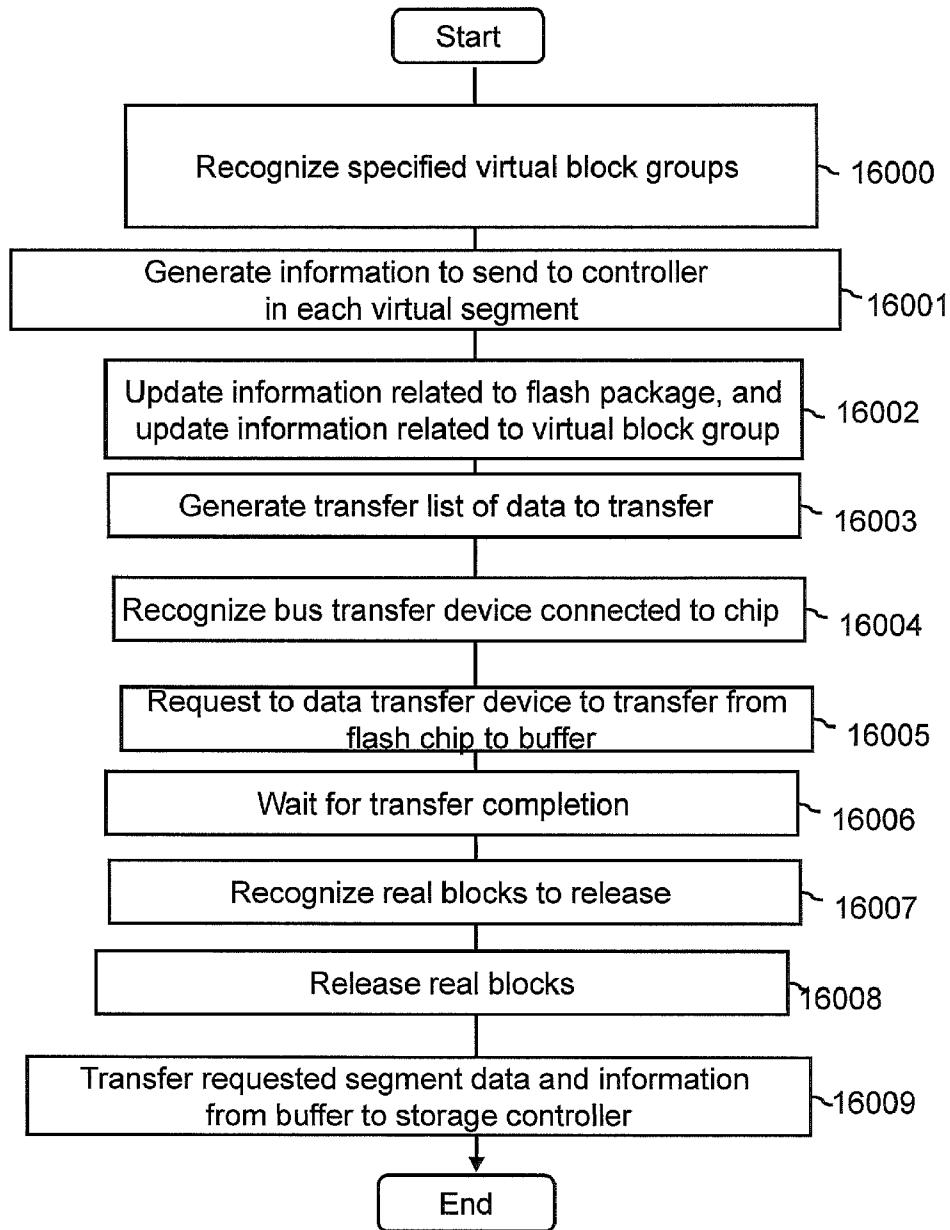 Start
Recognize specified virtual block groups
16000
Generate information to send to controller
in each virtual segment
16001
Update information related to flash package, and
update information related to virtual block group
16002
Generate transfer list of data to transfer
16003
Recognize bus transfer device connected to chip
16004
Request to data transfer device to transfer from
flash chip to buffer
16005
Wait for transfer completion
16006
Recognize real blocks to release
16007
Release real blocks
16008
Transfer requested segment data and information
from buffer to storage controller
16009
End